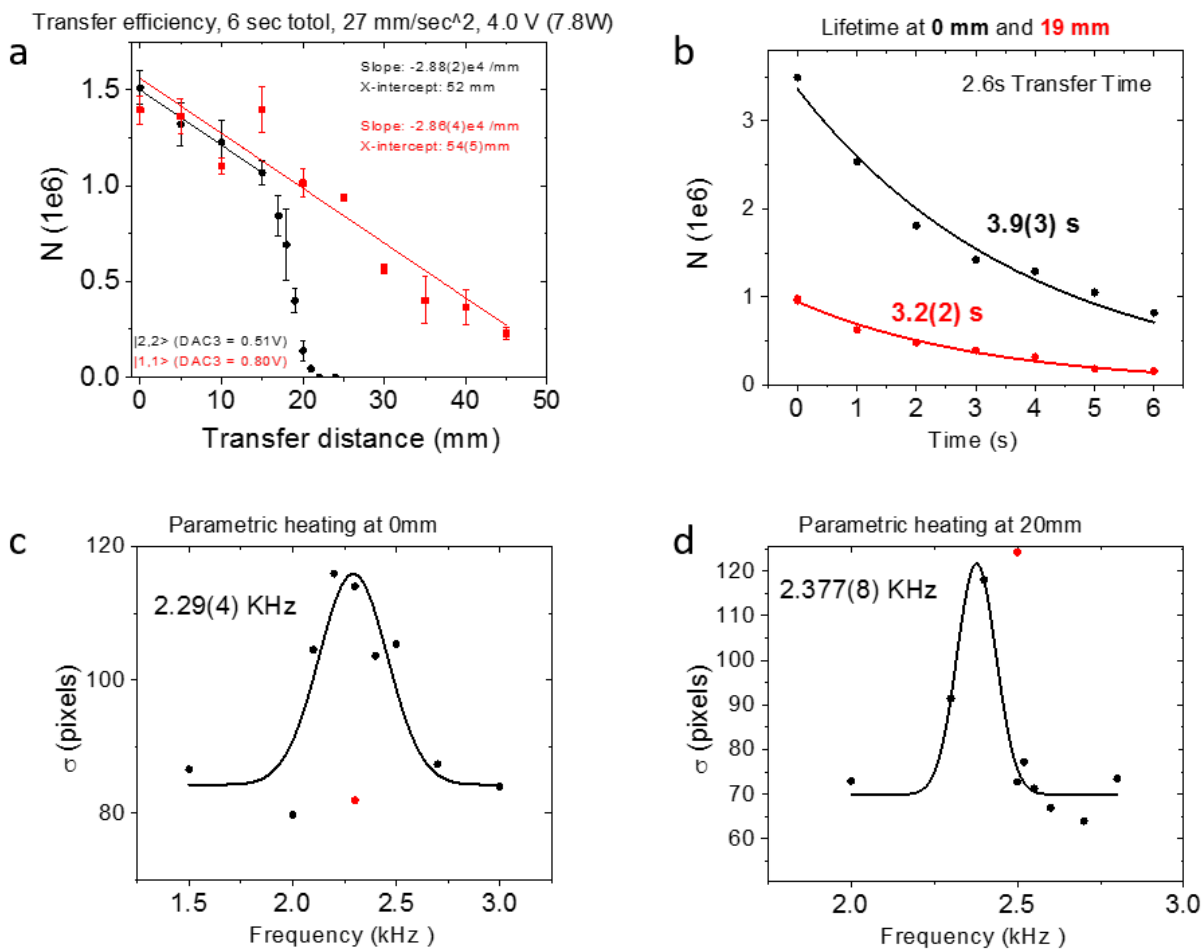 Transfer efficiency, 6 sec totol, 27 mm/sec^2, 4.0 V (7.8W)
a
Slope: -2.88(2)e4 /mm
X-intercept: 52 mm
Slope: -2.86(4)e4 /mm
X-intercept: 54(5)mm
|2,2> (DAC3 = 0.51V)
|1,1> (DAC3 = 0.80V)
N (1e6)
1.5
1.0
0.5
0.0
0 10 20 30 40 50
Transfer distance (mm)
b
Lifetime at 0 mm and 19 mm
2.6s Transfer Time
3.9(3) s
3.2(2) s
N (1e6)
3
2
1
0
0 1 2 3 4 5 6
Time (s)
c
Parametric heating at 0mm
2.29(4) KHz
σ (pixels)
120
100
80
1.5 2.0 2.5 3.0
Frequency (kHz )
d
Parametric heating at 20mm
2.377(8) KHz
σ (pixels)
120
110
100
90
80
70
60
2.0 2.5 3.0
Frequency (kHz )